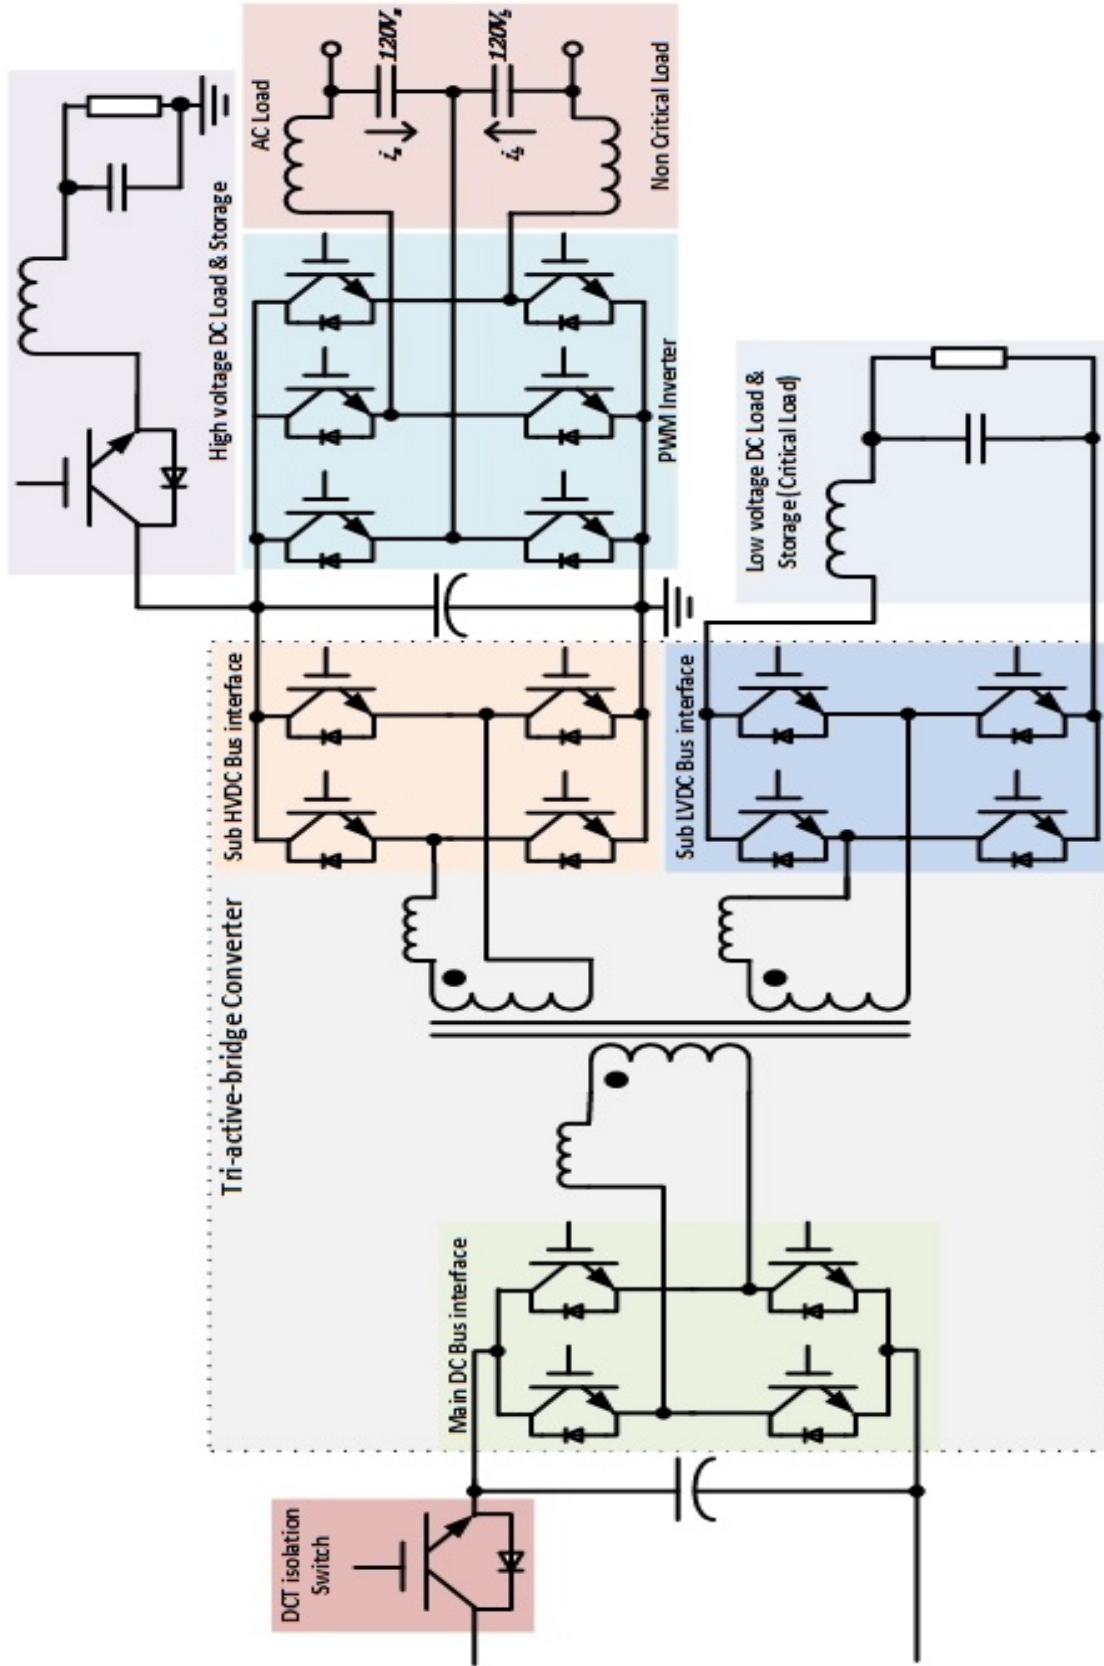 DCT isolation
Switch
Main DC Bus interface
Tri-active-bridge Converter
Sub HVDC Bus interface
Sub LVDC Bus interface
High voltage DC Load & Storage
PWM Inverter
Low voltage DC Load &
Storage (Critical Load)
AC Load
120V
120V
Non Critical Load